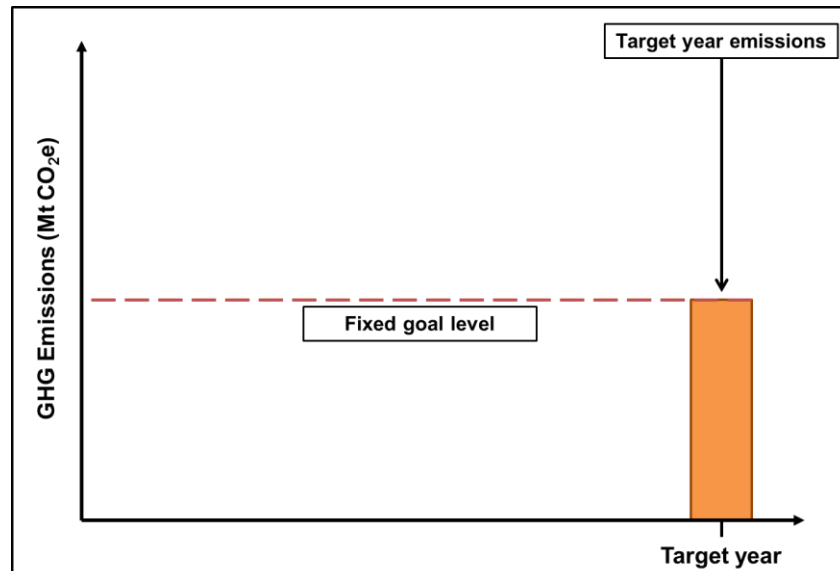 Target year emissions
GHG Emissions (Mt CO₂e)
Fixed goal level
Target year